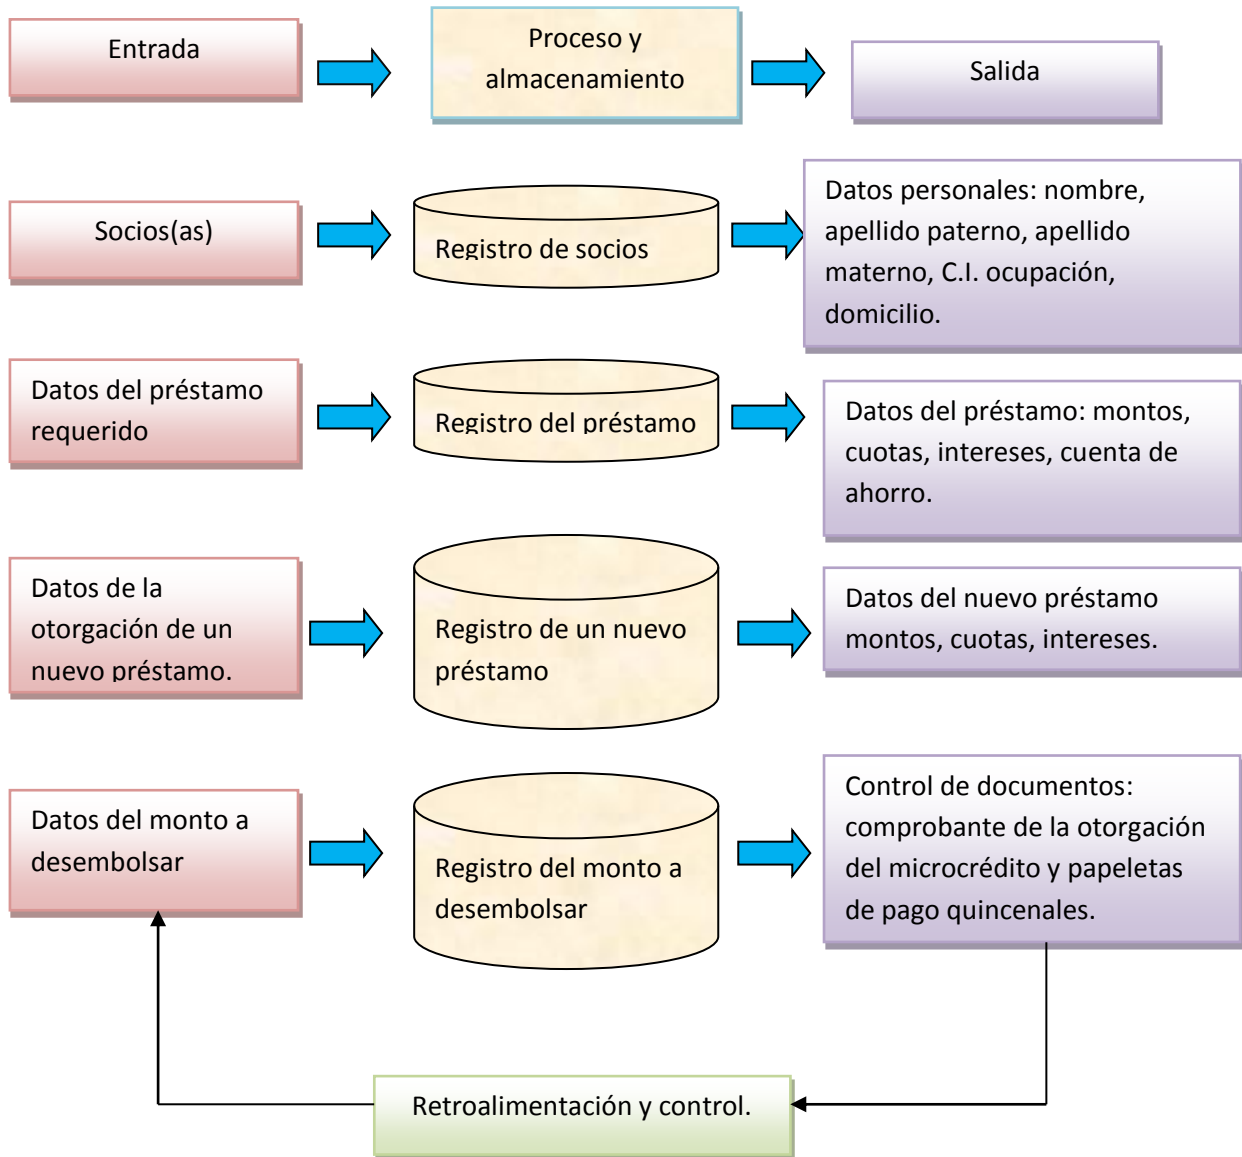 Entrada
Proceso y
almacenamiento
Salida
Socios(as)
Registro de socios
Datos personales: nombre,
apellido paterno, apellido
materno, C.I. ocupación,
domicilio.
Datos del préstamo
requerido
Registro del préstamo
Datos del préstamo: montos,
cuotas, intereses, cuenta de
ahorro.
Datos de la
otorgación de un
nuevo préstamo.
Registro de un nuevo
préstamo
Datos del nuevo préstamo
montos, cuotas, intereses.
Datos del monto a
desembolsar
Registro del monto a
desembolsar
Control de documentos:
comprobante de la otorgación
del microcrédito y papeletas
de pago quincenales.
Retroalimentación y control.